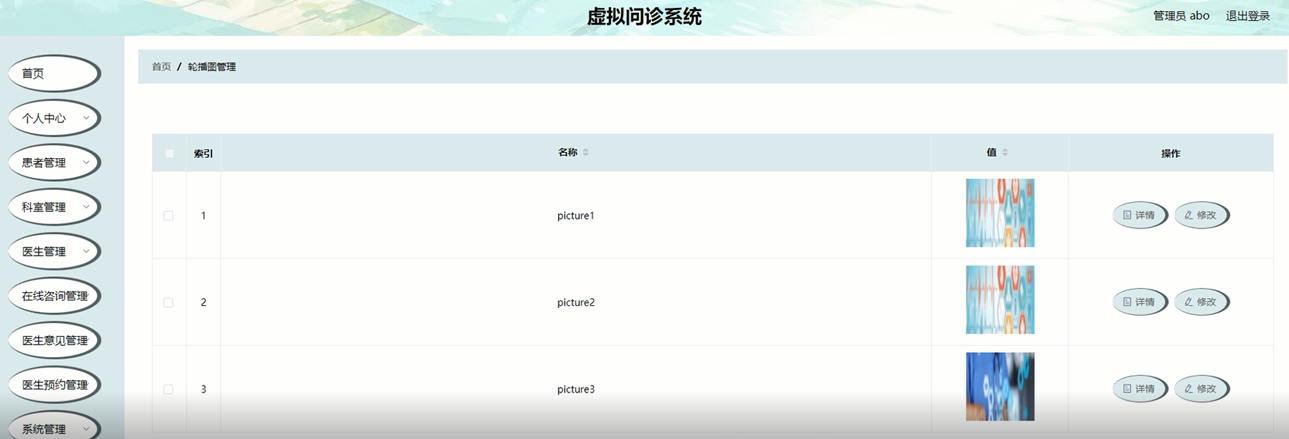 虚拟问诊系统
管理员 abo 退出登录
首页
个人中心
患者管理
科室管理
医生管理
在线咨询管理
医生意见管理
医生预约管理
系统管理
首页 / 轮播图管理
索引 名称 值 操作
1 picture1 详情 修改
2 picture2 详情 修改
3 picture3 详情 修改